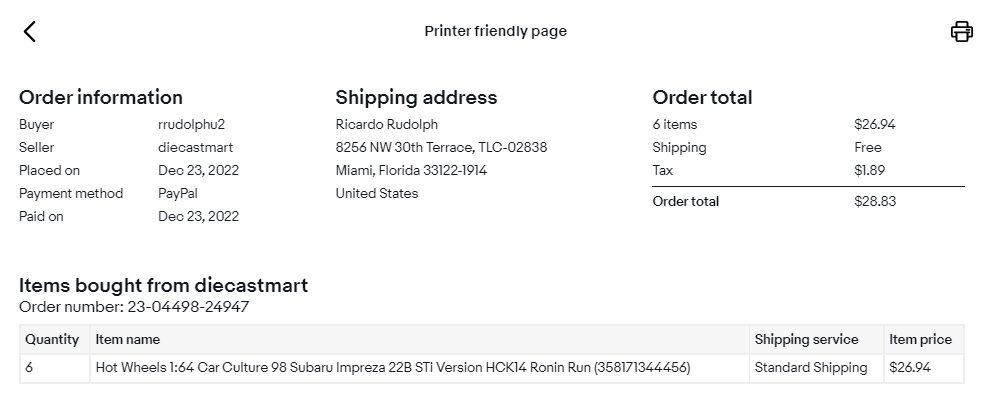 Printer friendly page
Order information
Buyer rrudolphu2
Seller diecastmart
Placed on Dec 23, 2022
Payment method PayPal
Paid on Dec 23, 2022
Shipping address
Ricardo Rudolph
8256 NW 30th Terrace, TLC-02838
Miami, Florida 33122-1914
United States
Order total
6 items $26.94
Shipping Free
Tax $1.89
Order total $28.83
Items bought from diecastmart
Order number: 23-04498-24947
Quantity Item name Shipping service Item price
6 Hot Wheels 1:64 Car Culture 98 Subaru Impreza 22B STi Version HCK14 Ronin Run (358171344456) Standard Shipping $26.94